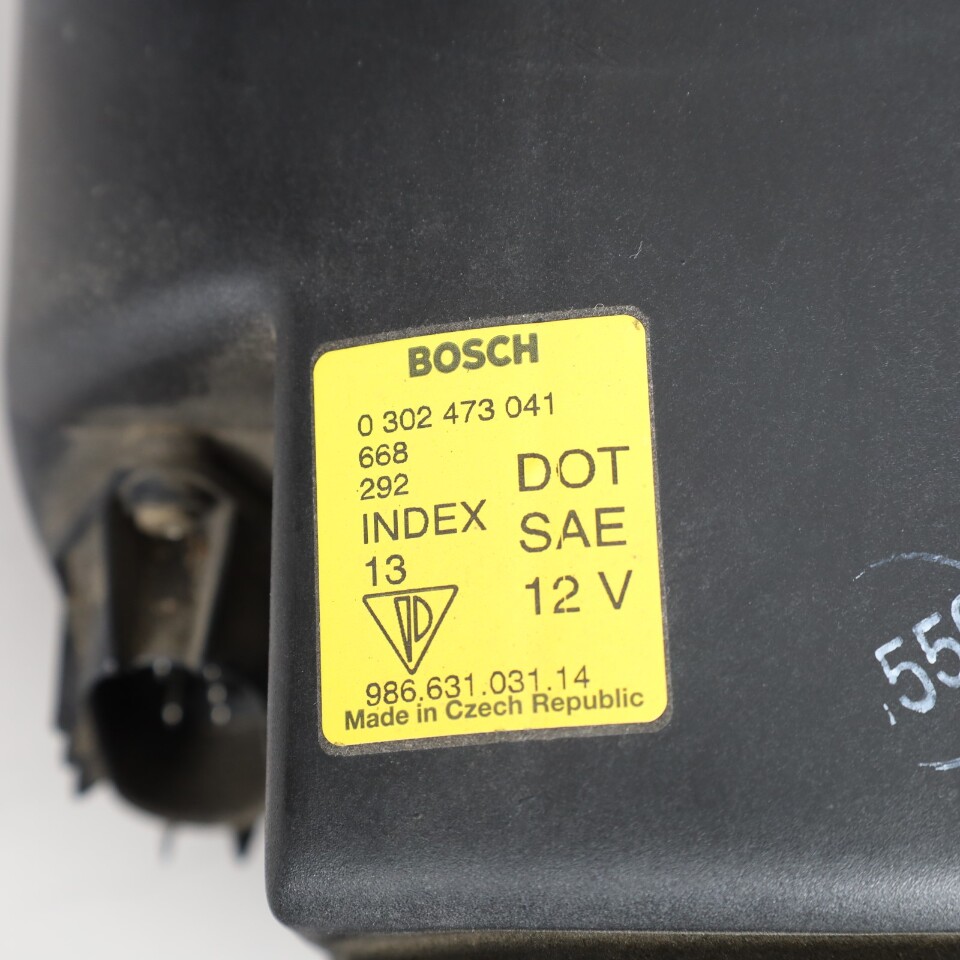 BOSCH
0 302 473 041
668
292
INDEX
13
DOT
SAE
12 V
986.631.031.14
Made in Czech Republic